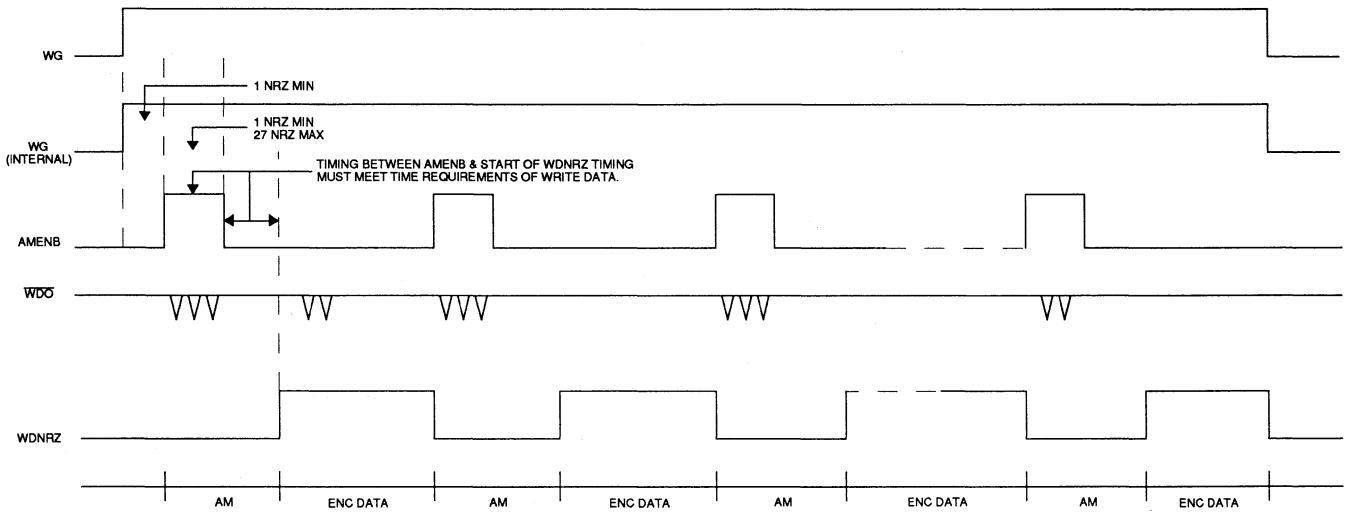 WG
1 NRZ MIN
WG
(INTERNAL)
1 NRZ MIN
27 NRZ MAX
TIMING BETWEEN AMENB & START OF WDNRZ TIMING
MUST MEET TIME REQUIREMENTS OF WRITE DATA.
AMENB
WDO
WDNRZ
AM ENC DATA AM ENC DATA AM ENC DATA AM ENC DATA